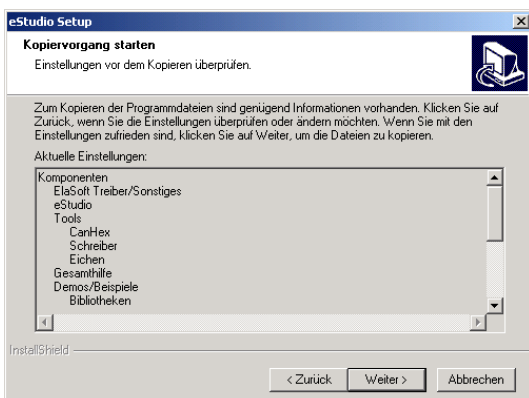 eStudio Setup
Kopiervorgang starten
Einstellungen vor dem Kopieren überprüfen.
Zum Kopieren der Programmdateien sind genügend Informationen vorhanden. Klicken Sie auf
Zurück, wenn Sie die Einstellungen überprüfen oder ändern möchten. Wenn Sie mit den
Einstellungen zufrieden sind, klicken Sie auf Weiter, um die Dateien zu kopieren.
Aktuelle Einstellungen:
Komponenten
ElaSoft Treiber/Sonstiges
eStudio
Tools
CanHex
Schreiber
Eichen
Gesamthilfe
Demos/Beispiele
Bibliotheken
InstallShield
< Zurück Weiter > Abbrechen